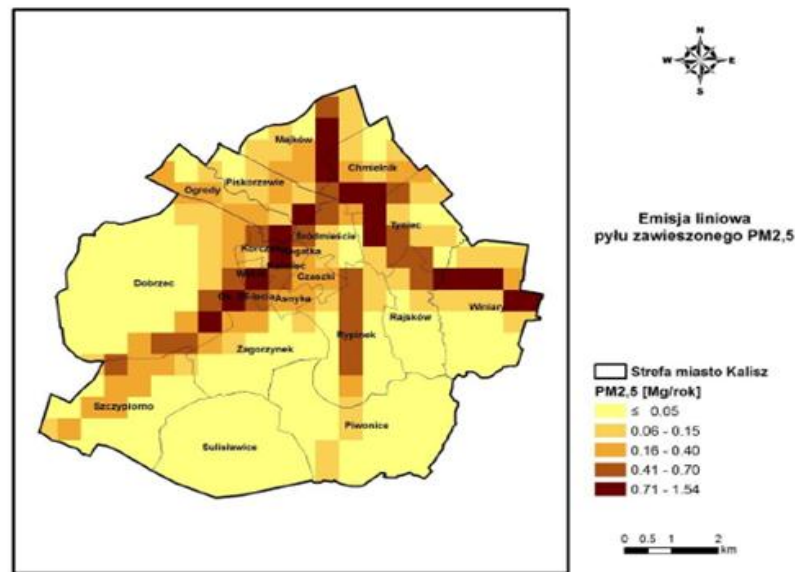 N
W E
S
Majków
Chmielnik
Piskorzewie
Ogrody
Tyniec
Śródmieście
Czaszki
Dobrzec
Asnyka
Winiary
Rajsków
Rypinek
Zagorzynek
Szczypiorno
Piwonice
Sulisławice
Emisja liniowa
pyłu zawieszonego PM2,5
Strefa miasto Kalisz
PM2,5 [Mg/rok]
≤ 0.05
0.06 - 0.15
0.16 - 0.40
0.41 - 0.70
0.71 - 1.54
0 0.5 1 2
km